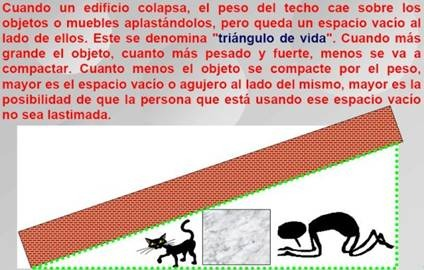 Cuando un edificio colapsa, el peso del techo cae sobre los
objetos o muebles aplastándolos, pero queda un espacio vacío al
lado de ellos. Este se denomina "triángulo de vida". Cuando más
grande el objeto, cuanto más pesado y fuerte, menos se va a
compactar. Cuanto menos el objeto se compacte por el peso,
mayor es el espacio vacío o agujero al lado del mismo, mayor es la
posibilidad de que la persona que está usando ese espacio vacío
no sea lastimada.